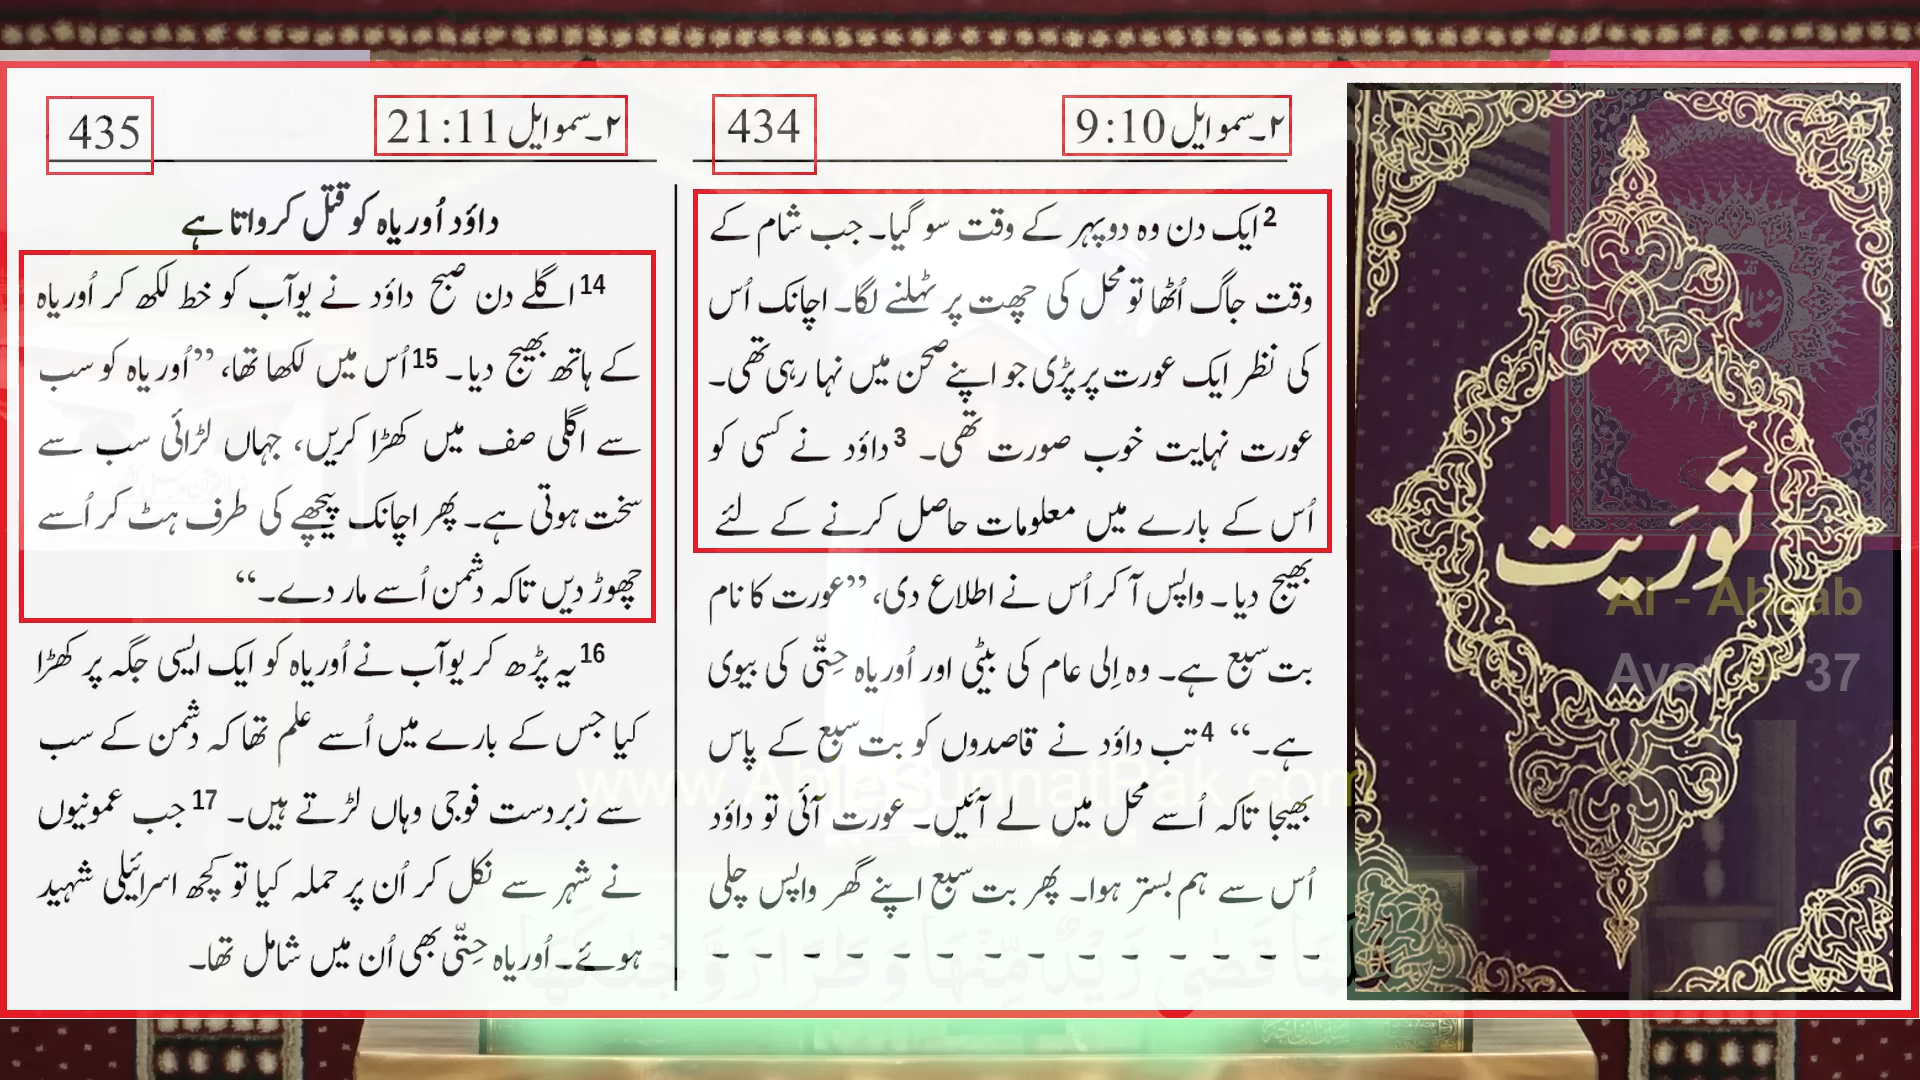 ۲۔سموایل 9:10
434
2 ایک دن وہ دوپہر کے وقت سو گیا۔ جب شام کے
وقت جاگ اُٹھا تو محل کی چھت پر ٹہلنے لگا۔ اچانک اُس
کی نظر ایک عورت پر پڑی جو اپنے صحن میں نہا رہی تھی۔
عورت نہایت خوب صورت تھی۔ 3 داؤد نے کسی کو
اُس کے بارے میں معلومات حاصل کرنے کے لئے
بھیج دیا۔ واپس آ کر اُس نے اطلاع دی، ”عورت کا نام
بت سبع ہے۔ وہ اِلی عام کی بیٹی اور اُوریاہ حِتّی کی بیوی
ہے۔“ 4 تب داؤد نے قاصدوں کو بت سبع کے پاس
بھیجا تاکہ اُسے محل میں لے آئیں۔ عورت آئی تو داؤد
اُس سے ہم بستر ہوا۔ پھر بت سبع اپنے گھر واپس چلی
- - - - - - - - - - - - - -
۲۔سموایل 21:11
435
داؤد اُوریاہ کو قتل کرواتا ہے
14 اگلے دن صبح داؤد نے یوآب کو خط لکھ کر اُوریاہ
کے ہاتھ بھیج دیا۔ 15 اُس میں لکھا تھا، ”اُوریاہ کو سب
سے اگلی صف میں کھڑا کریں، جہاں لڑائی سب سے
سخت ہوتی ہے۔ پھر اچانک پیچھے کی طرف ہٹ کر اُسے
چھوڑ دیں تاکہ دشمن اُسے مار دے۔“
16 یہ پڑھ کر یوآب نے اُوریاہ کو ایک ایسی جگہ پر کھڑا
کیا جس کے بارے میں اُسے علم تھا کہ دشمن کے سب
سے زبردست فوجی وہاں لڑتے ہیں۔ 17 جب عمونیوں
نے شہر سے نکل کر اُن پر حملہ کیا تو کچھ اسرائیلی شہید
ہوئے۔ اُوریاہ حِتّی بھی اُن میں شامل تھا۔
توریت
Al - Ahzab
37
www.AhleSunnatPak.com